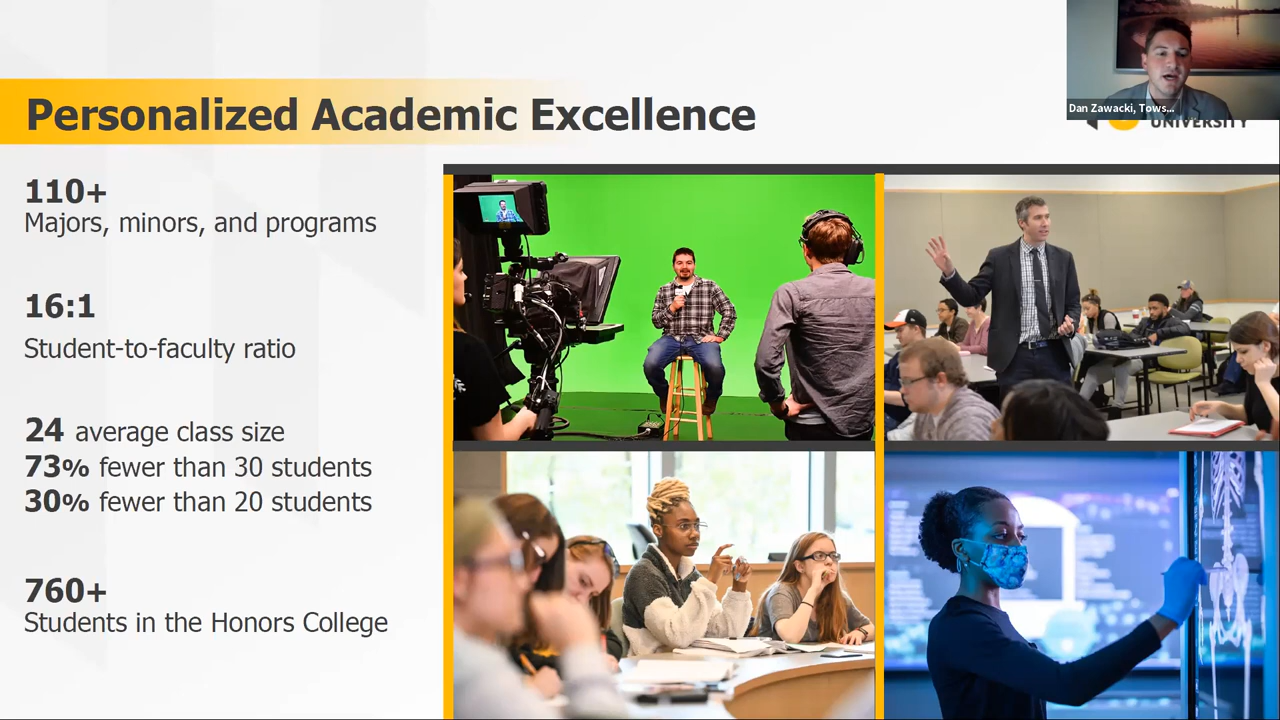 Dan Zawacki, Tows...
UNIVERSITY
Personalized Academic Excellence
110+
Majors, minors, and programs
16:1
Student-to-faculty ratio
24 average class size
73% fewer than 30 students
30% fewer than 20 students
760+
Students in the Honors College